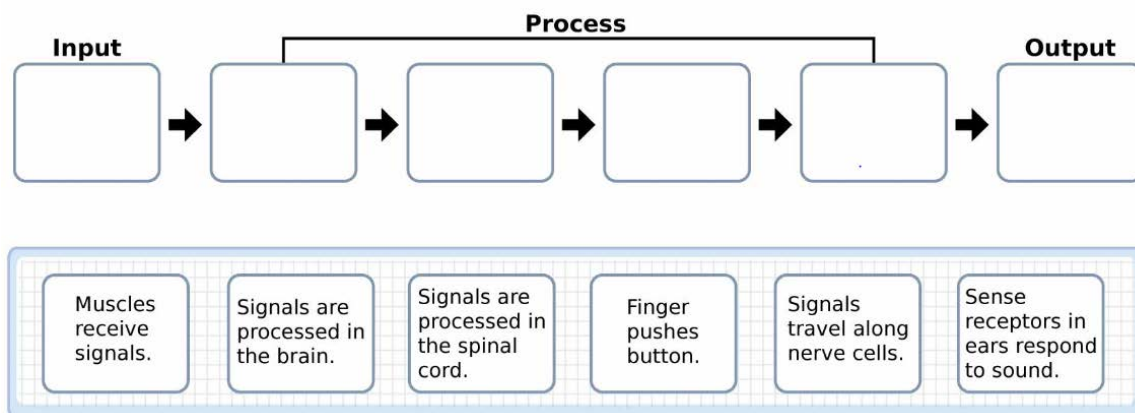 Process
Input
Output
Muscles
receive
signals.
Signals are
processed in
the brain.
Signals are
processed in
the spinal
cord.
Finger
pushes
button.
Signals
travel along
nerve cells.
Sense
receptors in
ears respond
to sound.